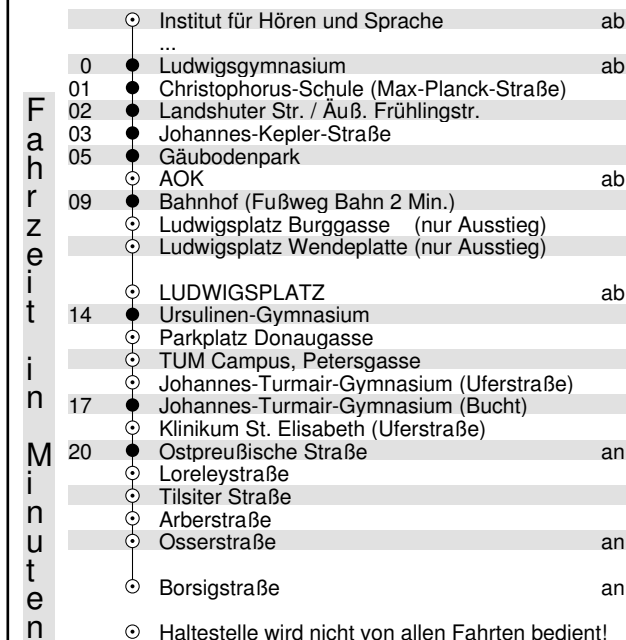 Fahrzeit in Minuten
Institut für Hören und Sprache ab
...
0 Ludwigsgymnasium ab
01 Christophorus-Schule (Max-Planck-Straße)
02 Landshuter Str. / Äuß. Frühlingstr.
03 Johannes-Kepler-Straße
05 Gäubodenpark
AOK ab
09 Bahnhof (Fußweg Bahn 2 Min.)
Ludwigsplatz Burggasse (nur Ausstieg)
Ludwigsplatz Wendeplatte (nur Ausstieg)
LUDWIGSPLATZ ab
14 Ursulinen-Gymnasium
Parkplatz Donaugasse
TUM Campus, Petersgasse
Johannes-Turmair-Gymnasium (Uferstraße)
17 Johannes-Turmair-Gymnasium (Bucht)
Klinikum St. Elisabeth (Uferstraße)
20 Ostpreußische Straße an
Loreleystraße
Tilsiter Straße
Arberstraße
Osserstraße an
Borsigstraße an
Haltestelle wird nicht von allen Fahrten bedient!